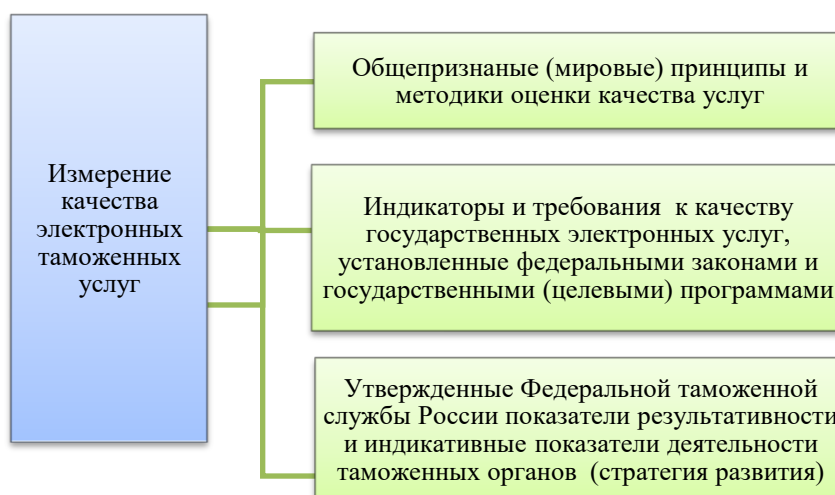 Измерение
качества
электронных
таможенных
услуг
Общепризнаные (мировые) принципы и
методики оценки качества услуг
Индикаторы и требования к качеству
государственных электронных услуг,
установленные федеральными законами и
государственными (целевыми) программами
Утвержденные Федеральной таможенной
службы России показатели результативности
и индикативные показатели деятельности
таможенных органов (стратегия развития)